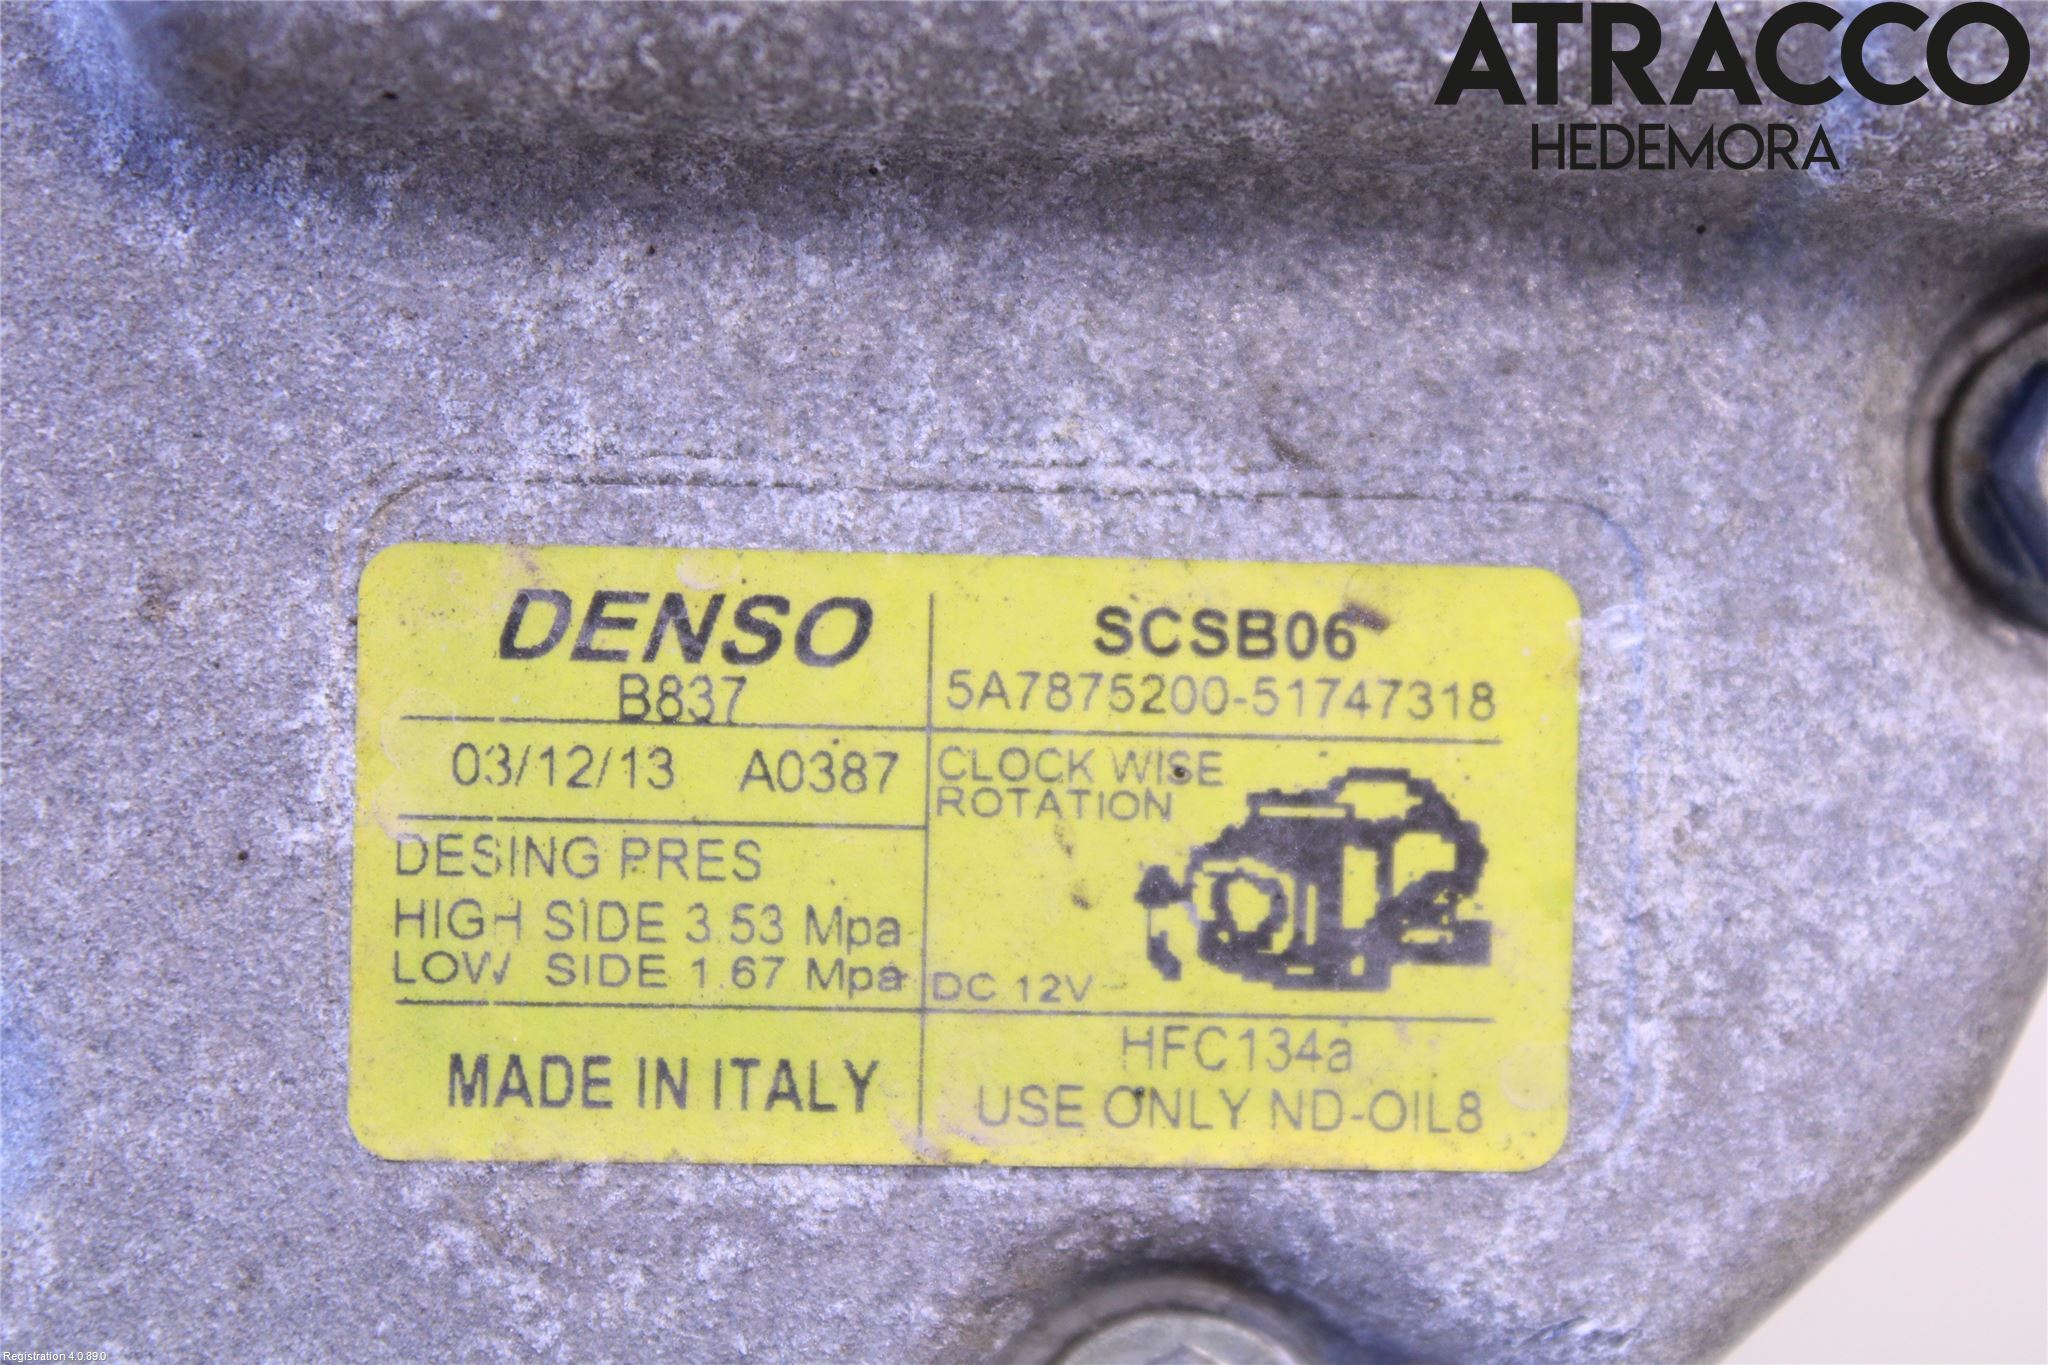 ATRACCO
HEDEMORA
DENSO
B837
SCSB06
5A7875200-51747318
03/12/13 A0387
CLOCK WISE
ROTATION
DESING PRES
HIGH SIDE 3.53 Mpa
LOW SIDE 1.67 Mpa
DC 12V
MADE IN ITALY
HFC134a
USE ONLY ND-OIL8
Registration 4.0.89.0